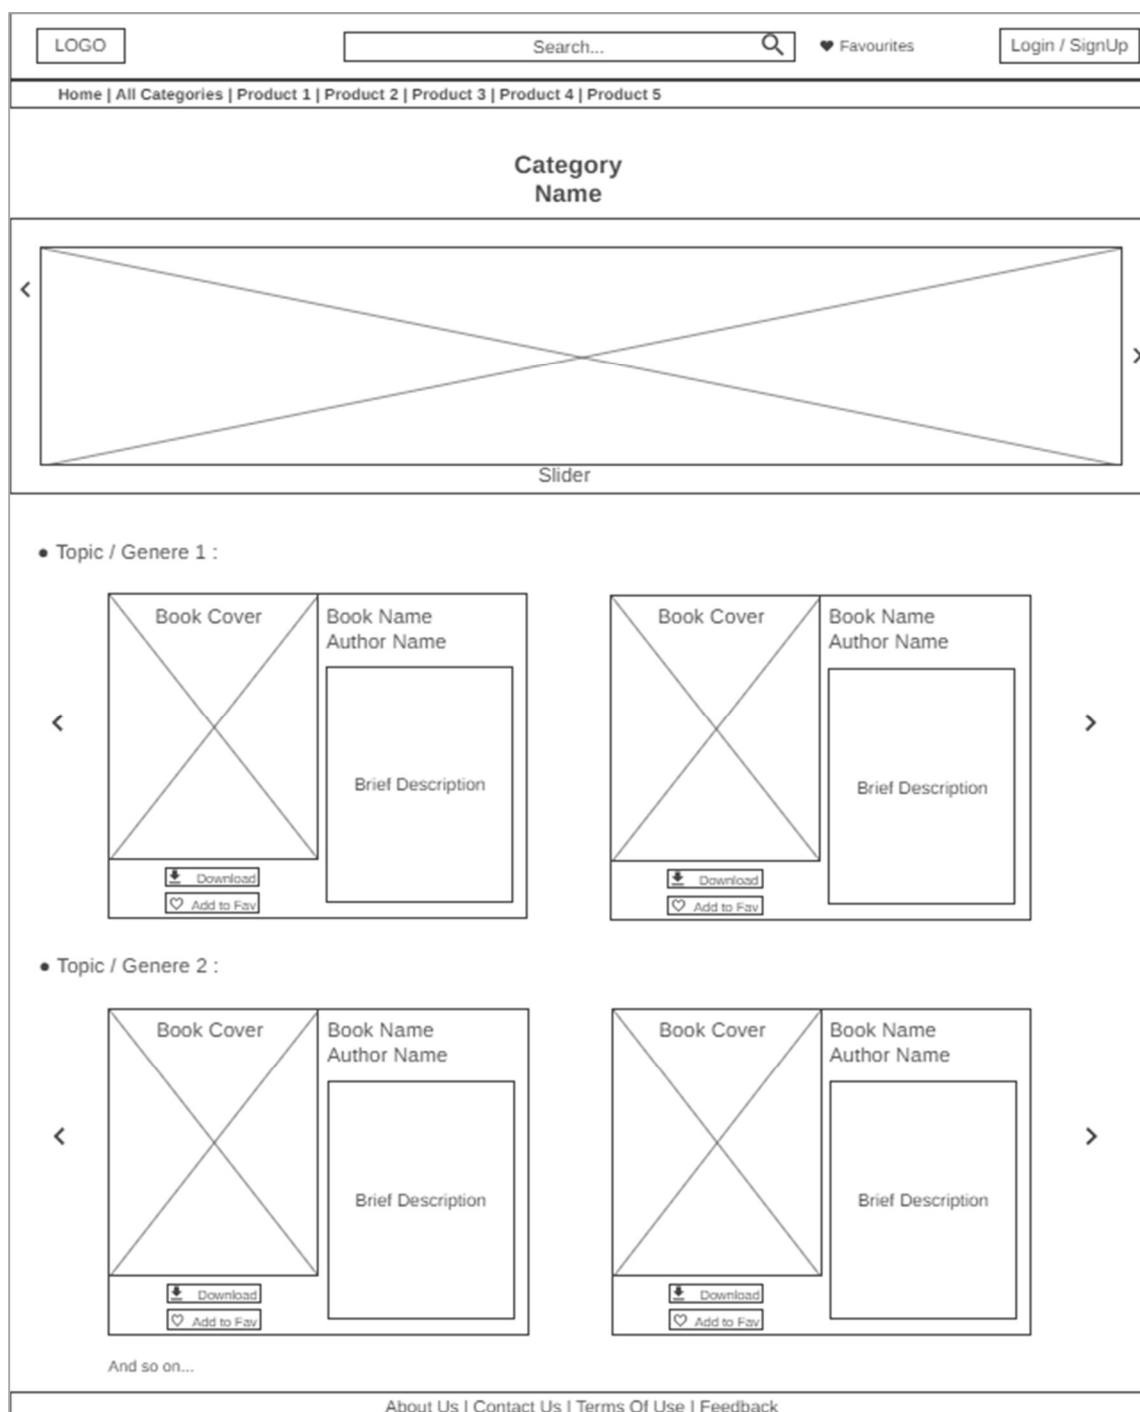 LOGO
Search...
Favourites
Login / SignUp
Home | All Categories | Product 1 | Product 2 | Product 3 | Product 4 | Product 5
Category
Name
Slider
Topic / Genere 1 :
Book Cover
Book Name
Author Name
Brief Description
Download
Add to Fav
Book Cover
Book Name
Author Name
Brief Description
Download
Add to Fav
Topic / Genere 2 :
Book Cover
Book Name
Author Name
Brief Description
Download
Add to Fav
Book Cover
Book Name
Author Name
Brief Description
Download
Add to Fav
And so on...
About Us | Contact Us | Terms Of Use | Feedback